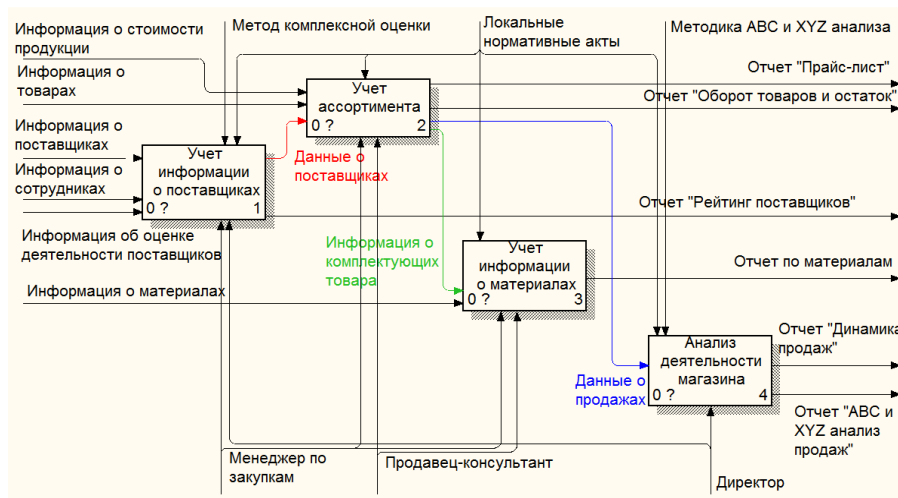 Информация о стоимости
продукции
Метод комплексной оценки
Локальные
нормативные акты
Методика ABC и XYZ анализа
Информация о
товарах
Учет
ассортимента
0 ?
2
Отчет "Прайс-лист"
Отчет "Оборот товаров и остаток"
Информация о
поставщиках
Информация о
сотрудниках
Учет
информации
о поставщиках
0 ?
1
Данные о
поставщиках
Отчет "Рейтинг поставщиков"
Информация об оценке
деятельности поставщиков
Информация о
комплектующих
товара
Учет
информации
о материалах
0 ?
3
Отчет по материалам
Информация о материалах
Анализ
деятельности
магазина
0 ?
4
Отчет "Динамика
продаж"
Данные о
продажах
Отчет "ABC и
XYZ анализ
продаж"
Менеджер по
закупкам
Продавец-консультант
Директор